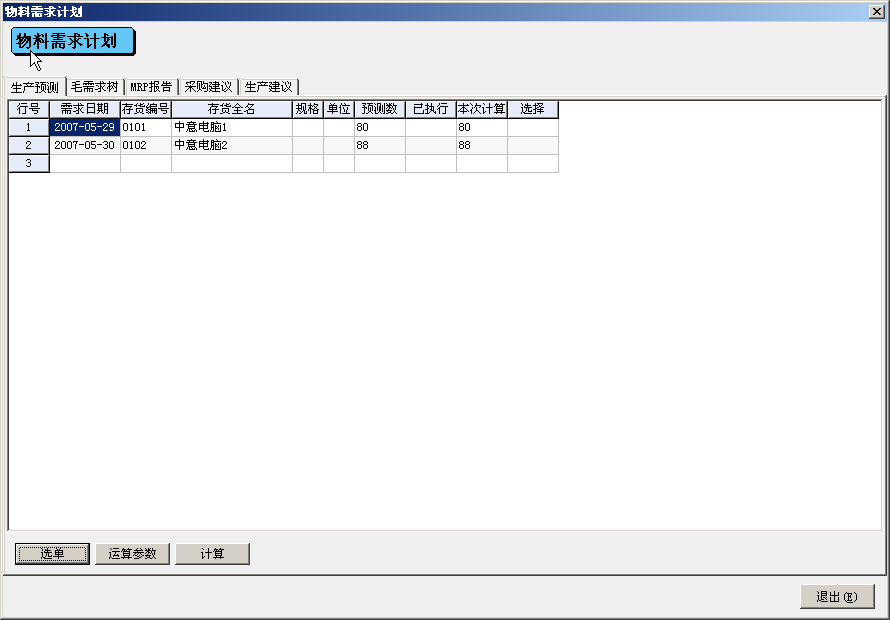 物料需求计划
物料需求计划
生产预测 毛需求树 MRP报告 采购建议 生产建议
行号 需求日期 存货编号 存货全名 规格 单位 预测数 已执行 本次计算 选择
1 2007-05-29 0101 中意电脑1 80 80
2 2007-05-30 0102 中意电脑2 88 88
3
选单 运算参数 计算
退出(E)